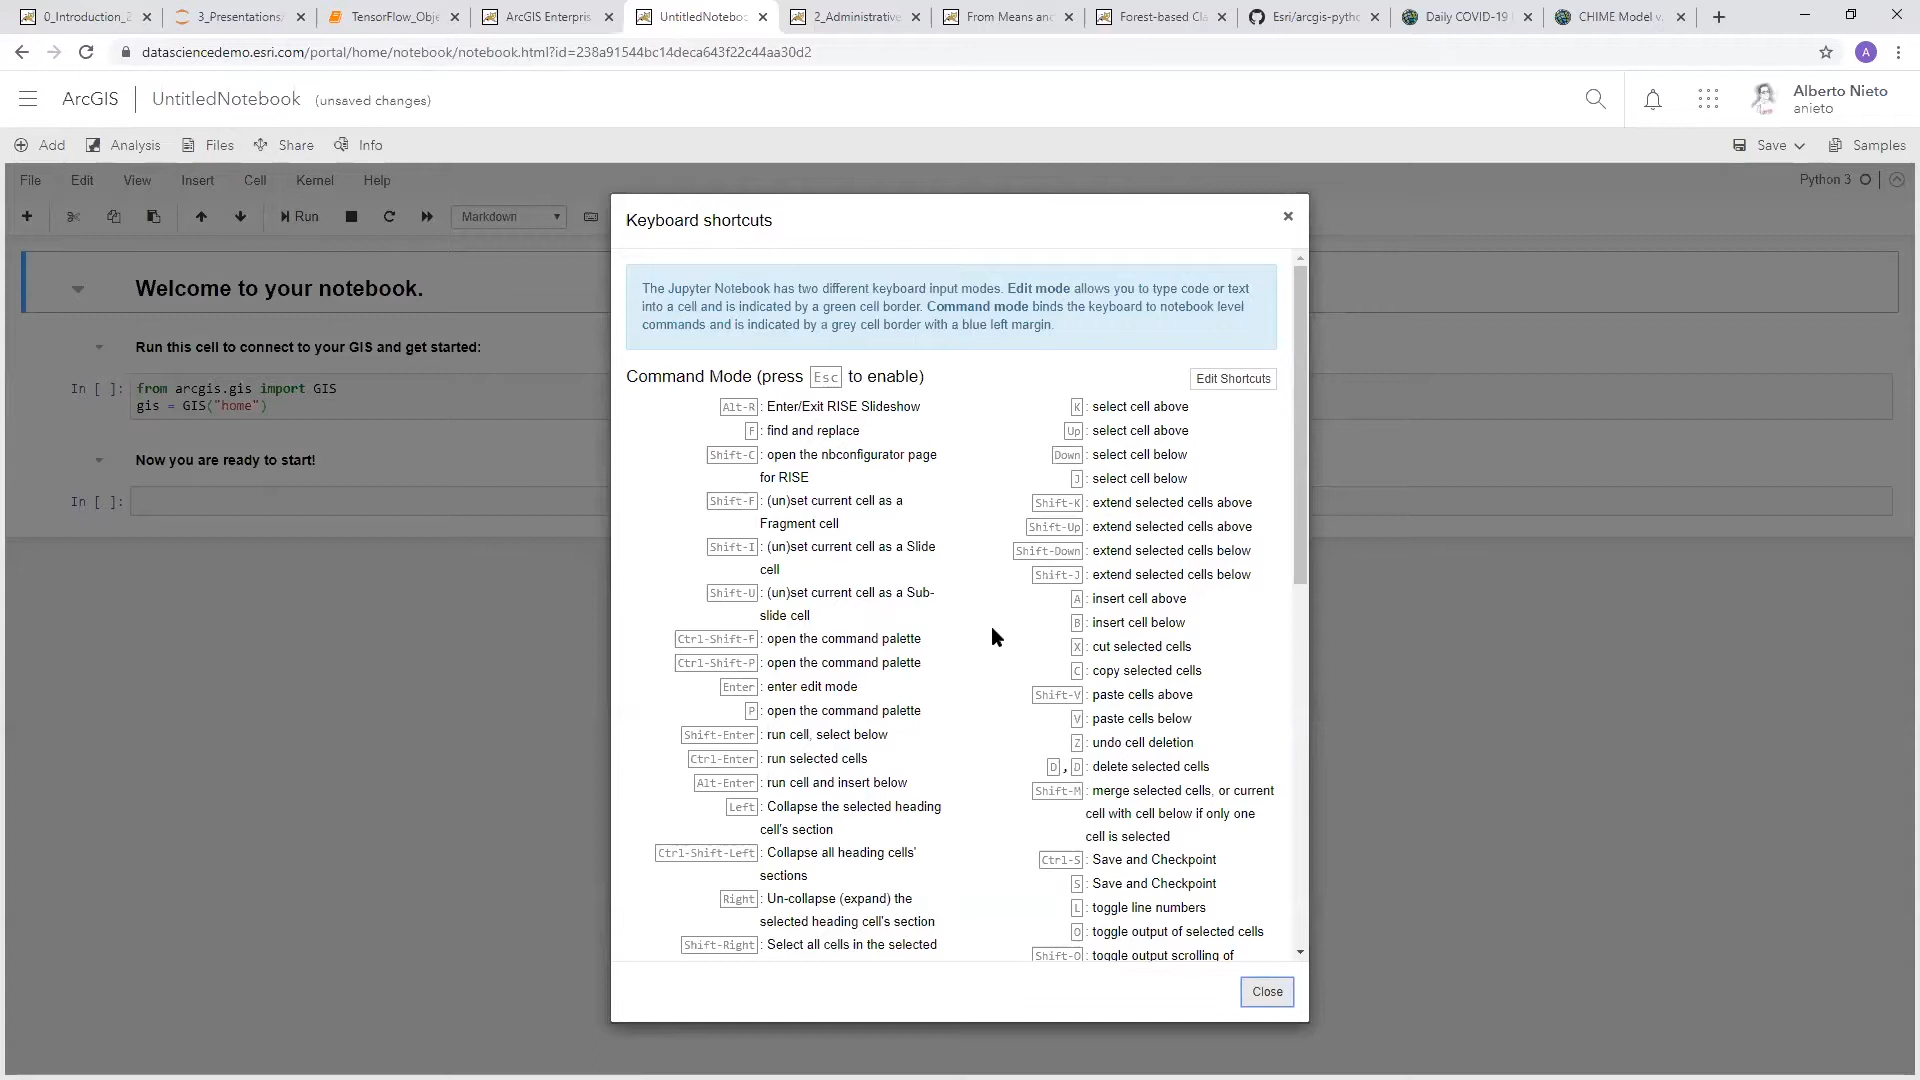 0_Introduction_2
3_Presentations/
TensorFlow_Obje
ArcGIS Enterpris
UntitledNoteboo
2_Administrative
From Means and
Forest-based Cla
Esri/arcgis-pytho
Daily COVID-19
CHIME Model v.
datasciencedemo.esri.com/portal/home/notebook/notebook.html?id=238a91544bc14deca643f22c44aa30d2
A
ArcGIS
UntitledNotebook (unsaved changes)
Alberto Nieto
anieto
Add Analysis Files Share Info
Save Samples
File Edit View Insert Cell Kernel Help
Python 3
Run
Markdown
Welcome to your notebook.
Run this cell to connect to your GIS and get started:
In [ ]: from arcgis.gis import GIS
gis = GIS("home")
Now you are ready to start!
In [ ]:
Keyboard shortcuts
The Jupyter Notebook has two different keyboard input modes. Edit mode allows you to type code or text
into a cell and is indicated by a green cell border. Command mode binds the keyboard to notebook level
commands and is indicated by a grey cell border with a blue left margin.
Command Mode (press Esc to enable)
Edit Shortcuts
Alt-R : Enter/Exit RISE Slideshow
F : find and replace
Shift-C : open the nbconfigurator page
for RISE
Shift-F : (un)set current cell as a
Fragment cell
Shift-I : (un)set current cell as a Slide
cell
Shift-U : (un)set current cell as a Sub-
slide cell
Ctrl-Shift-F : open the command palette
Ctrl-Shift-P : open the command palette
Enter : enter edit mode
P : open the command palette
Shift-Enter : run cell, select below
Ctrl-Enter : run selected cells
Alt-Enter : run cell and insert below
Left : Collapse the selected heading
cell's section
Ctrl-Shift-Left : Collapse all heading cells'
sections
Right : Un-collapse (expand) the
selected heading cell's section
Shift-Right : Select all cells in the selected
K : select cell above
Up : select cell above
Down : select cell below
J : select cell below
Shift-K : extend selected cells above
Shift-Up : extend selected cells above
Shift-Down : extend selected cells below
Shift-J : extend selected cells below
A : insert cell above
B : insert cell below
X : cut selected cells
C : copy selected cells
Shift-V : paste cells above
V : paste cells below
Z : undo cell deletion
D , D : delete selected cells
Shift-M : merge selected cells, or current
cell with cell below if only one
cell is selected
Ctrl-S : Save and Checkpoint
S : Save and Checkpoint
L : toggle line numbers
O : toggle output of selected cells
Shift-O : toggle output scrolling of
Close